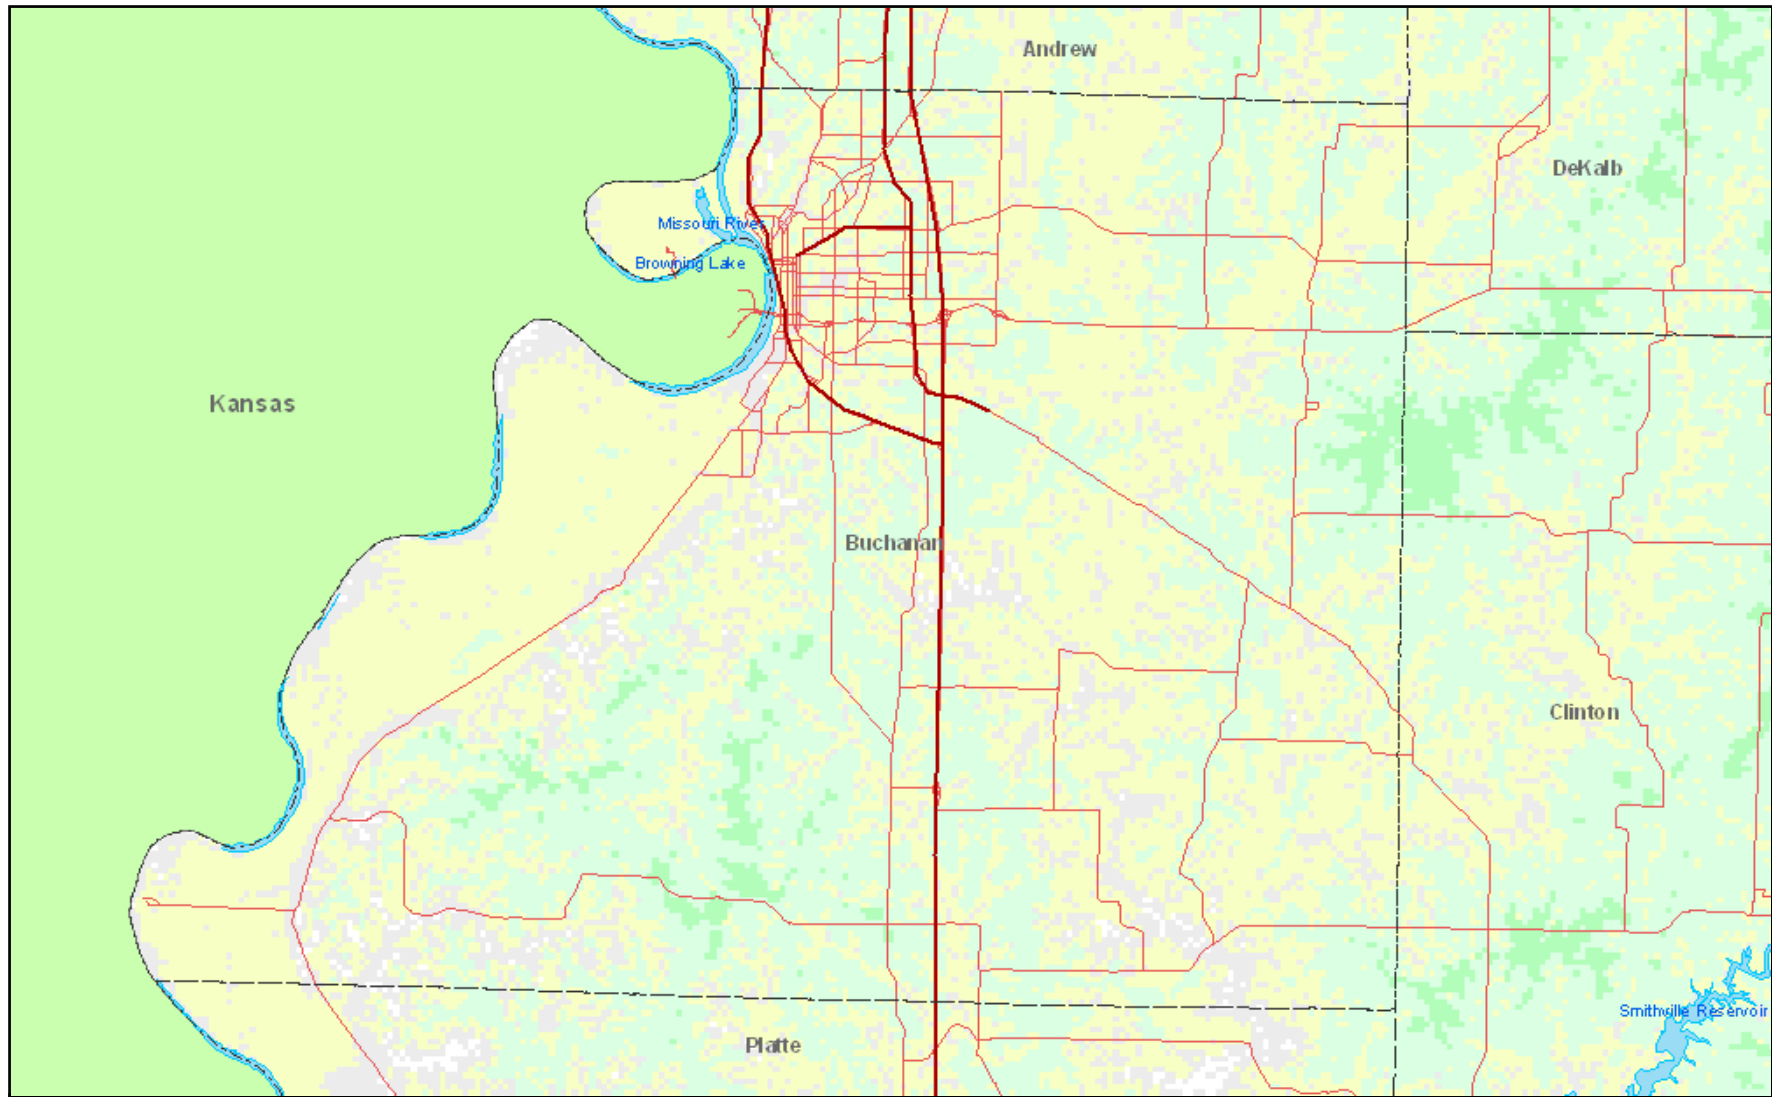 Andrew
DeKalb
Missouri River
Browning Lake
Kansas
Buchanan
Clinton
Smithville Reservoir
Platte